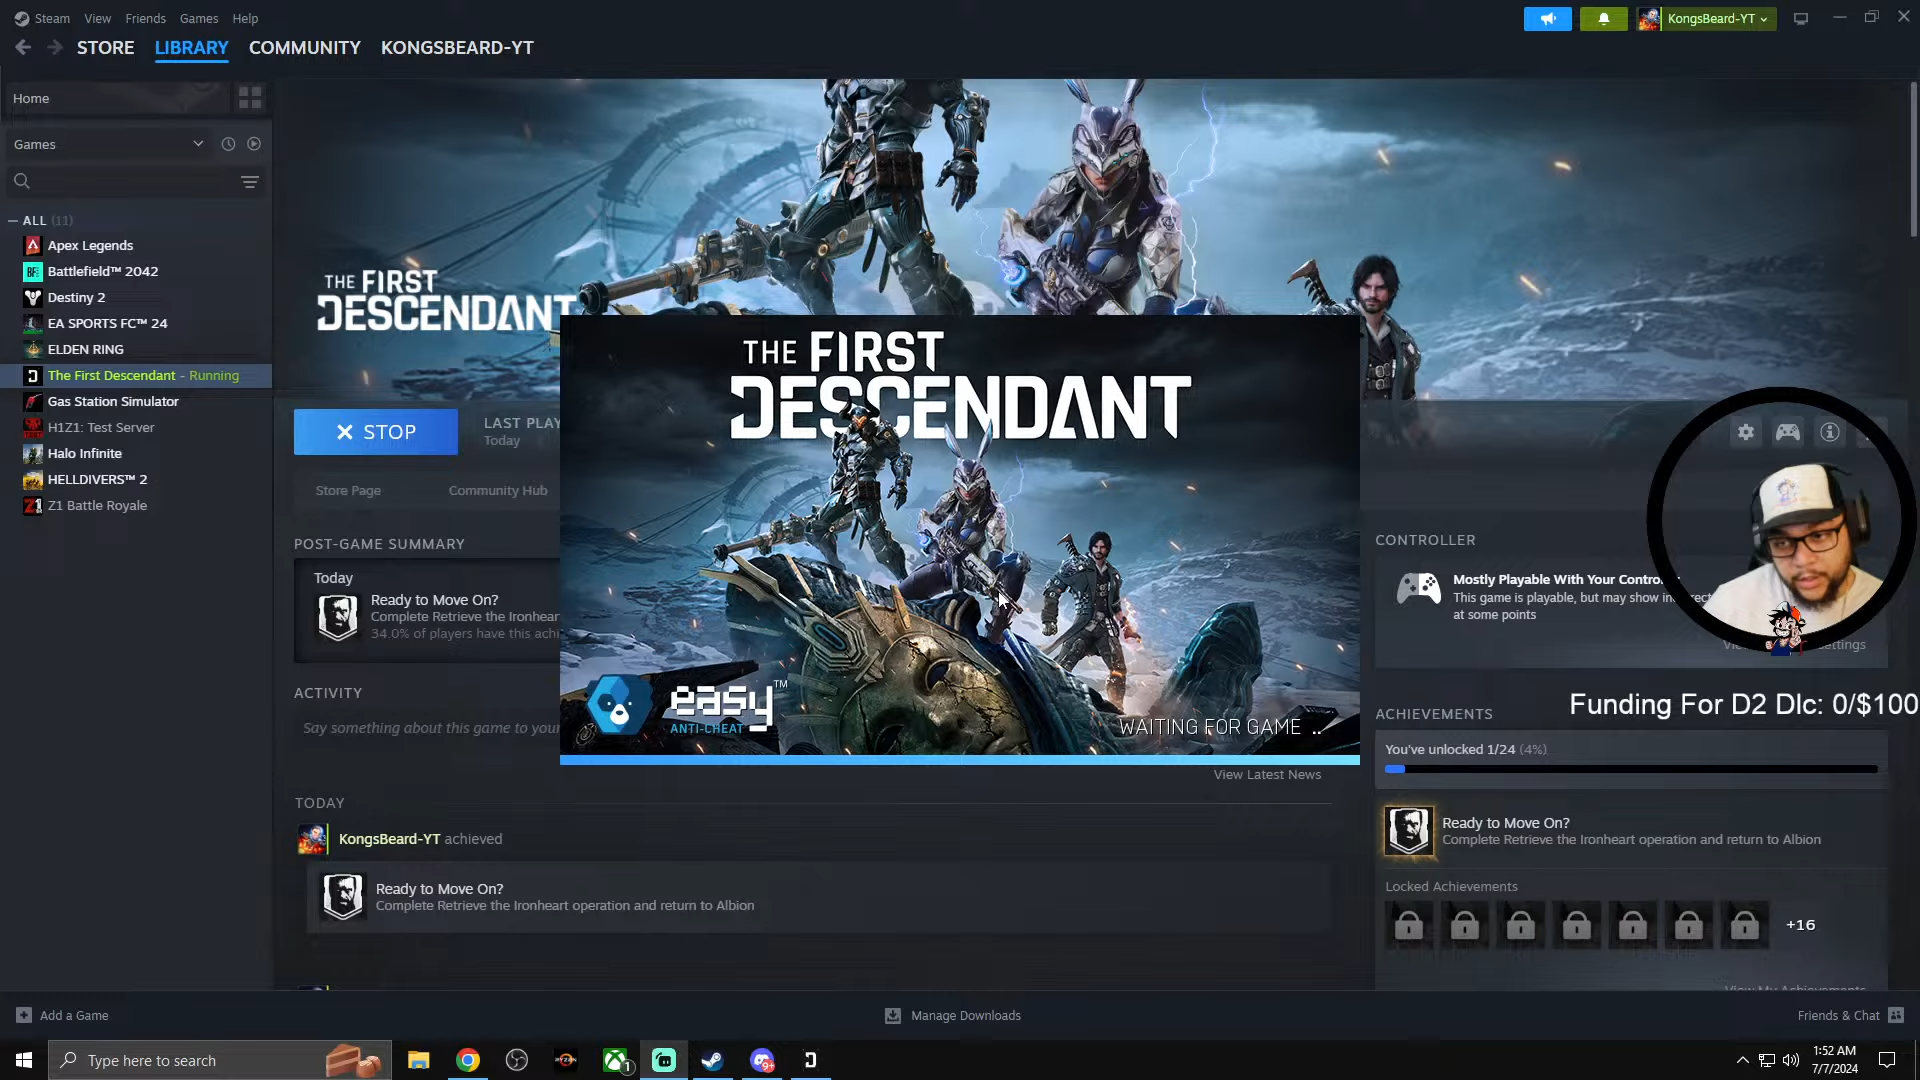 Steam View Friends Games Help
KongsBeard-YT
STORE LIBRARY COMMUNITY KONGSBEARD-YT
Home
Games
ALL (11)
Apex Legends
Battlefield™ 2042
Destiny 2
EA SPORTS FC™ 24
ELDEN RING
The First Descendant - Running
Gas Station Simulator
H1Z1: Test Server
Halo Infinite
HELLDIVERS™ 2
Z1 Battle Royale
THE FIRST
DESCENDANT
STOP
LAST PLAY
Today
Store Page Community Hub
POST-GAME SUMMARY
Today
Ready to Move On?
Complete Retrieve the Ironhear
34.0% of players have this achi
ACTIVITY
Say something about this game to your
THE FIRST
DESCENDANT
easy™
ANTI-CHEAT
WAITING FOR GAME ..
View Latest News
TODAY
KongsBeard-YT achieved
Ready to Move On?
Complete Retrieve the Ironheart operation and return to Albion
CONTROLLER
Mostly Playable With Your Contro
This game is playable, but may show in
at some points
ettings
Funding For D2 Dlc: 0/$100
ACHIEVEMENTS
You've unlocked 1/24 (4%)
Ready to Move On?
Complete Retrieve the Ironheart operation and return to Albion
Locked Achievements
+16
View My Achievements
Add a Game
Manage Downloads
Friends & Chat
Type here to search
RYZEN
1
9+
1:52 AM
7/7/2024